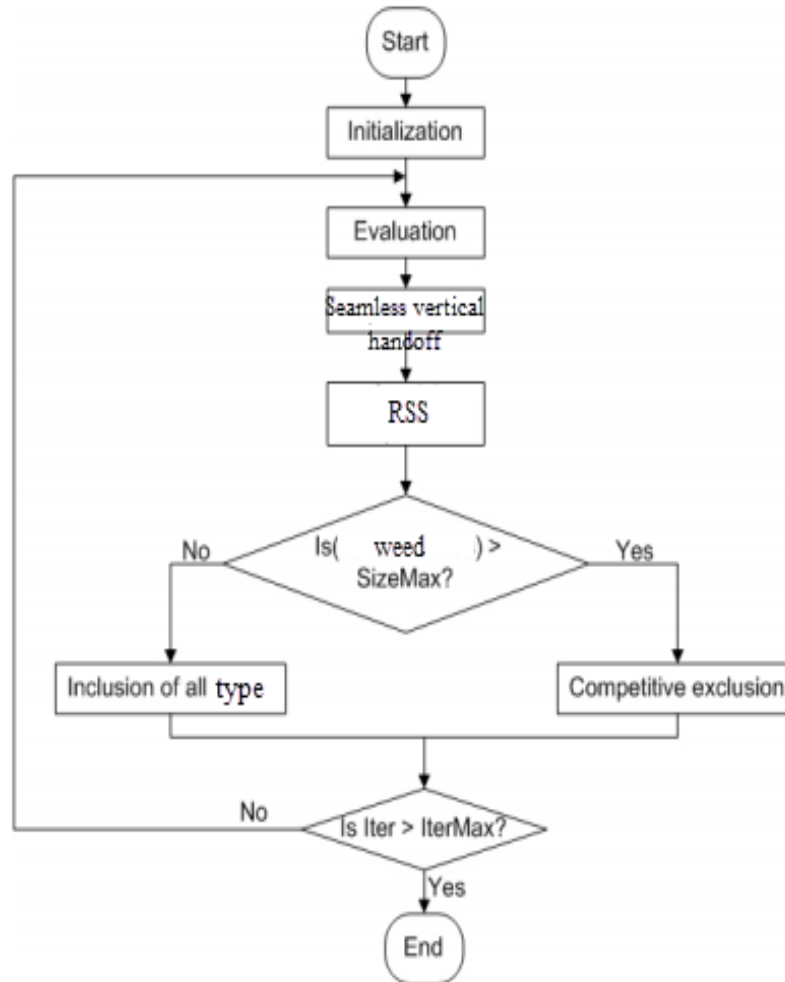 Start
Initialization
Evaluation
Seamless vertical
handoff
RSS
No
Is( weed ) >
SizeMax?
Yes
Inclusion of all type
Competitive exclusion
No
Is Iter > IterMax?
Yes
End